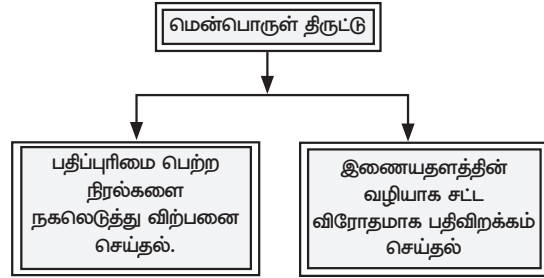 மென்பொருள் திருட்டு
பதிப்புரிமை பெற்ற
நிரல்களை
நகலெடுத்து விற்பனை
செய்தல்.
இணையதளத்தின்
வழியாக சட்ட
விரோதமாக பதிவிறக்கம்
செய்தல்